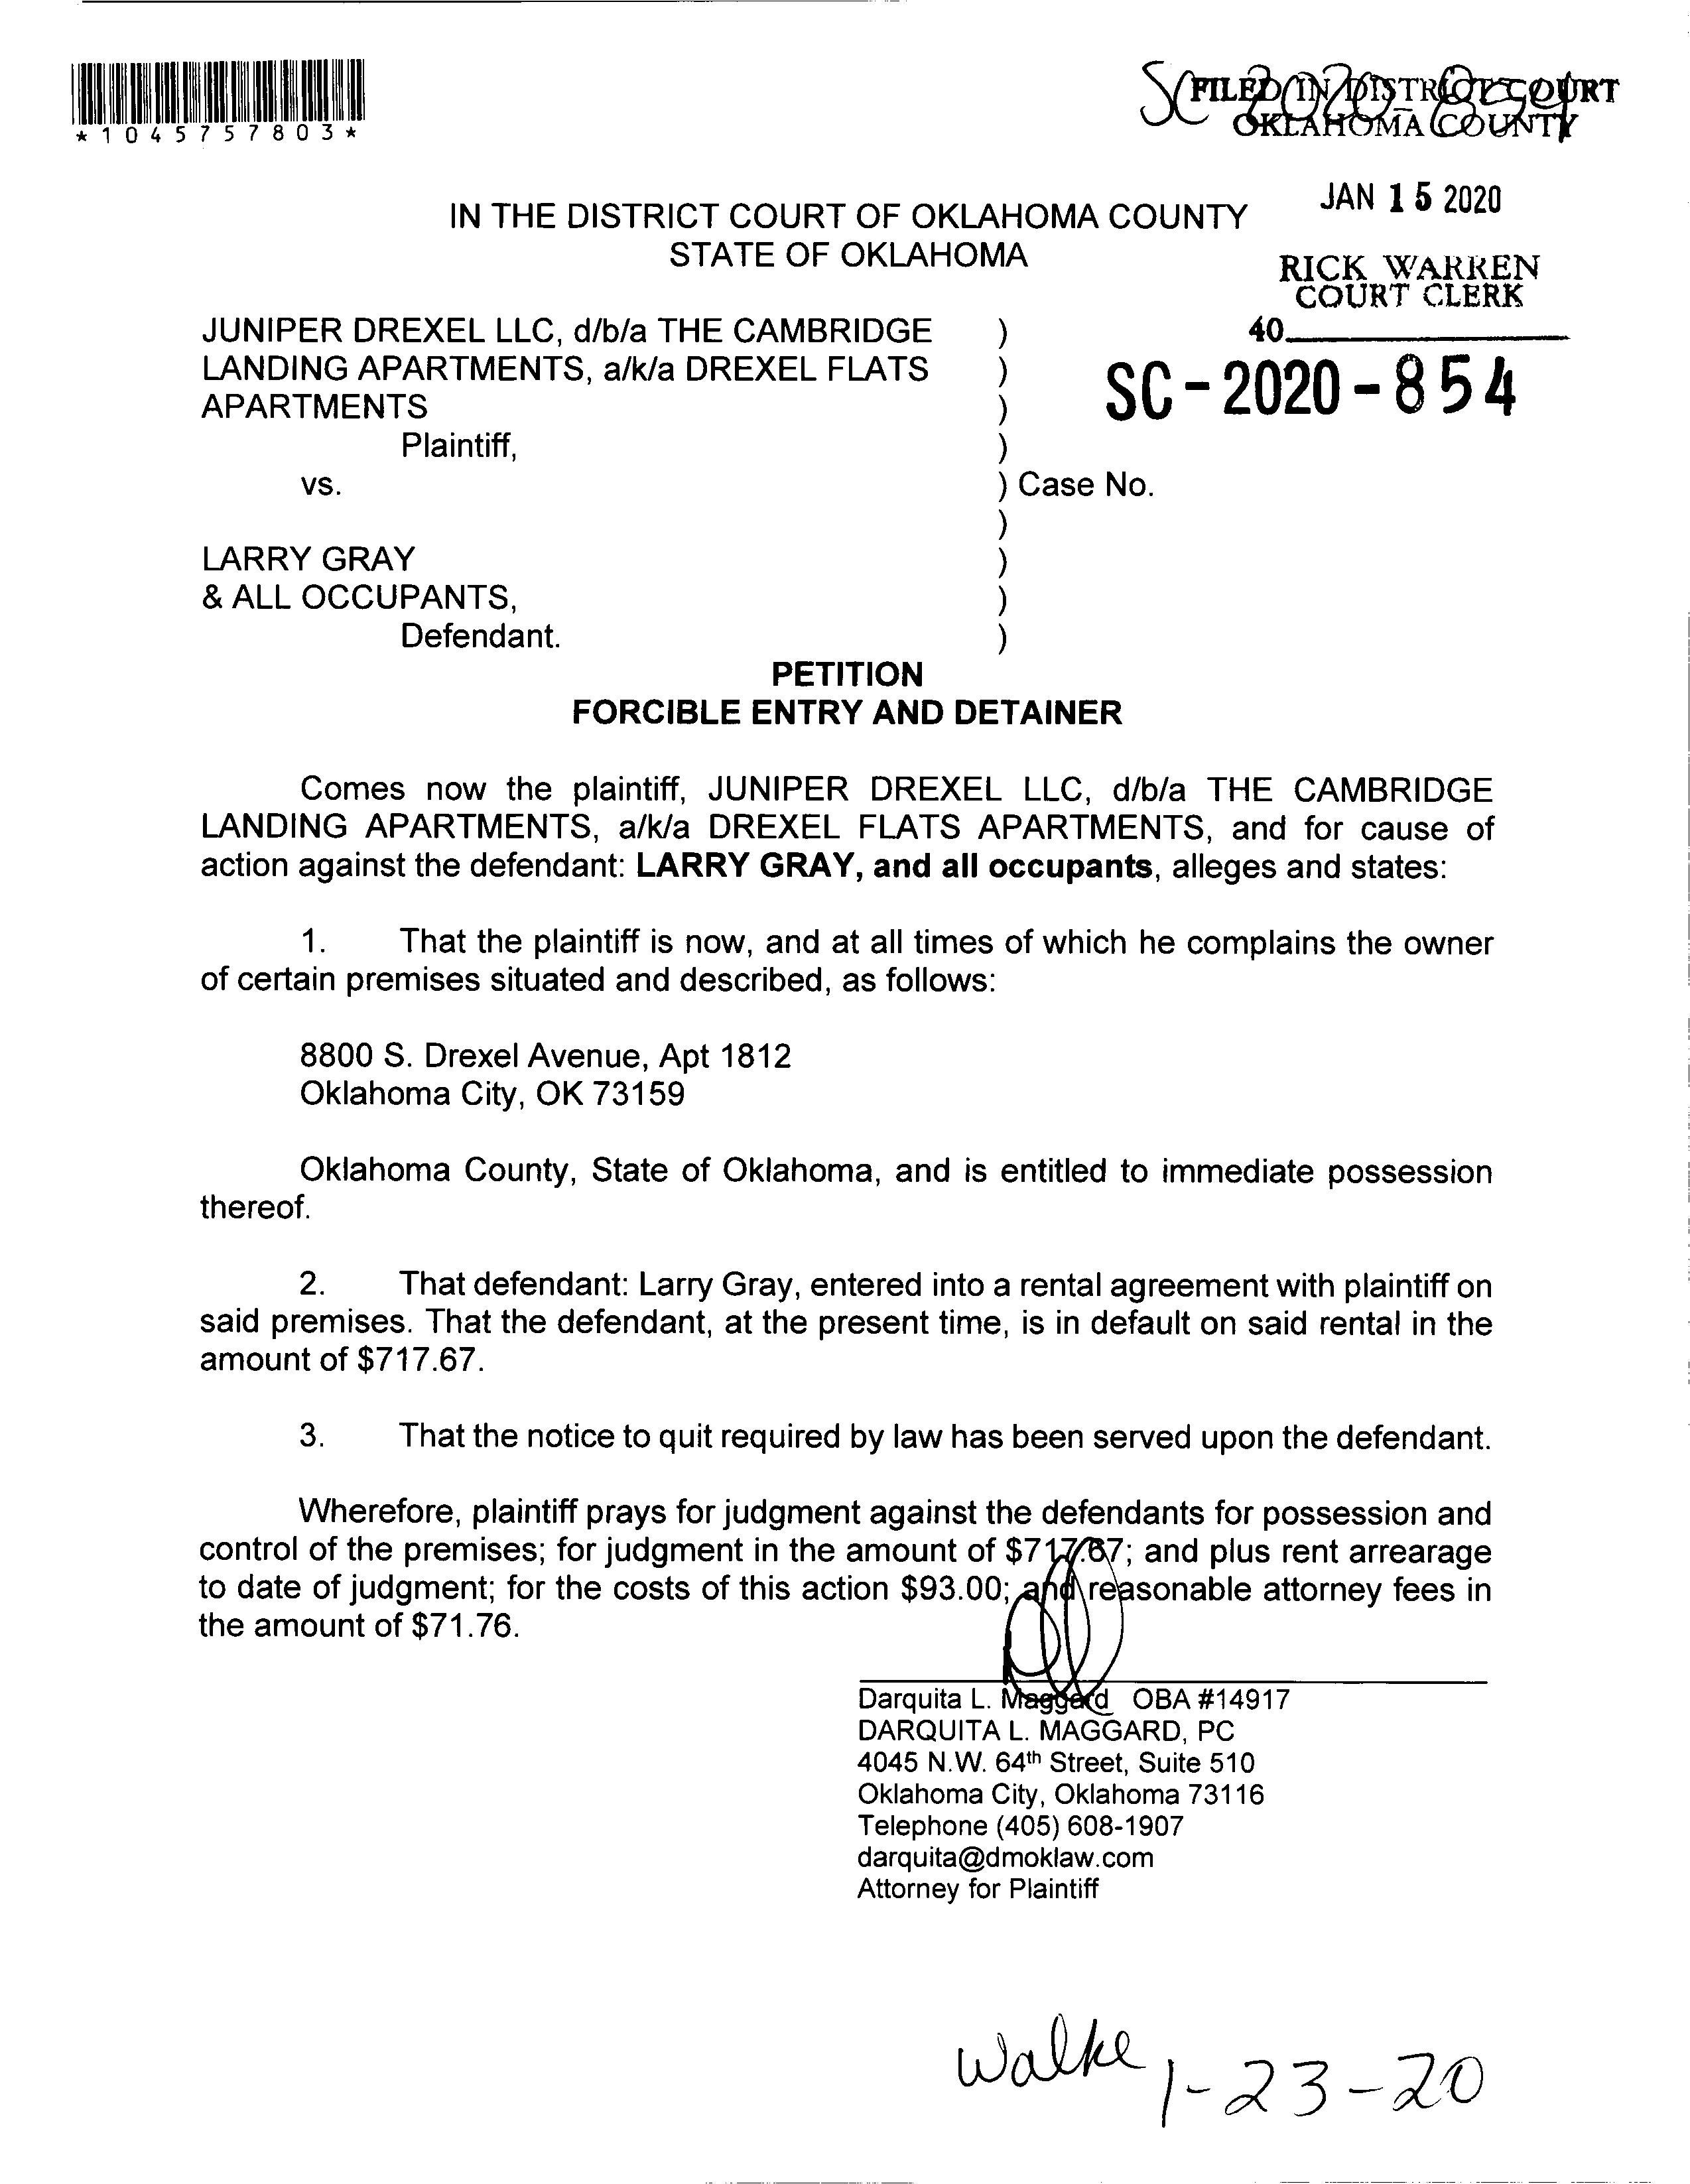 *1045757803*
SC 2020-854
FILED IN DISTRICT COURT
OKLAHOMA COUNTY
JAN 15 2020
IN THE DISTRICT COURT OF OKLAHOMA COUNTY
STATE OF OKLAHOMA
RICK WARREN
COURT CLERK
40
JUNIPER DREXEL LLC, d/b/a THE CAMBRIDGE )
LANDING APARTMENTS, a/k/a DREXEL FLATS )
APARTMENTS )
SC-2020-854
Plaintiff, )
vs. ) Case No.
)
LARRY GRAY )
& ALL OCCUPANTS, )
Defendant. )
PETITION
FORCIBLE ENTRY AND DETAINER
Comes now the plaintiff, JUNIPER DREXEL LLC, d/b/a THE CAMBRIDGE
LANDING APARTMENTS, a/k/a DREXEL FLATS APARTMENTS, and for cause of
action against the defendant: LARRY GRAY, and all occupants, alleges and states:
1. That the plaintiff is now, and at all times of which he complains the owner
of certain premises situated and described, as follows:
8800 S. Drexel Avenue, Apt 1812
Oklahoma City, OK 73159
Oklahoma County, State of Oklahoma, and is entitled to immediate possession
thereof.
2. That defendant: Larry Gray, entered into a rental agreement with plaintiff on
said premises. That the defendant, at the present time, is in default on said rental in the
amount of $717.67.
3. That the notice to quit required by law has been served upon the defendant.
Wherefore, plaintiff prays for judgment against the defendants for possession and
control of the premises; for judgment in the amount of $717.67; and plus rent arrearage
to date of judgment; for the costs of this action $93.00; and reasonable attorney fees in
the amount of $71.76.
Darquita L. Maggard OBA #14917
DARQUITA L. MAGGARD, PC
4045 N.W. 64th Street, Suite 510
Oklahoma City, Oklahoma 73116
Telephone (405) 608-1907
darquita@dmoklaw.com
Attorney for Plaintiff
Walke 1-23-20